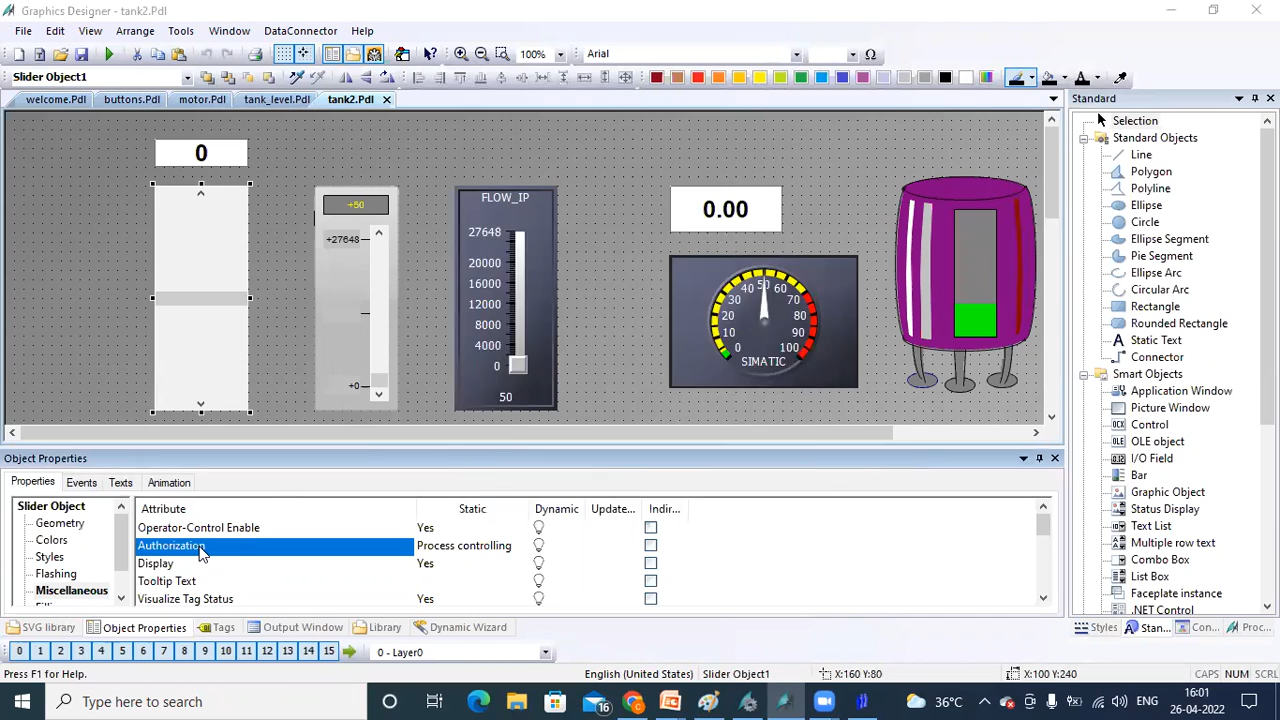 Graphics Designer - tank2.Pdl
File Edit View Arrange Tools Window DataConnector Help
100% Arial
Slider Object1
welcome.Pdl buttons.Pdl motor.Pdl tank_level.Pdl tank2.Pdl
0
+50
+27648
+0
FLOW_IP
27648
20000
16000
12000
8000
4000
0
50
0.00
0 10 20 30 40 50 60 70 80 90 100
SIMATIC
Standard
Selection
Standard Objects
Line
Polygon
Polyline
Ellipse
Circle
Ellipse Segment
Pie Segment
Ellipse Arc
Circular Arc
Rectangle
Rounded Rectangle
Static Text
Connector
Smart Objects
Application Window
Picture Window
Control
OLE object
I/O Field
Bar
Graphic Object
Status Display
Text List
Multiple row text
Combo Box
List Box
Faceplate instance
.NET Control
Styles Stan... Con... Proc...
Object Properties
Properties Events Texts Animation
Slider Object
Geometry
Colors
Styles
Flashing
Miscellaneous
Attribute Static Dynamic Update... Indir...
Operator-Control Enable Yes
Authorization Process controlling
Display Yes
Tooltip Text
Visualize Tag Status Yes
SVG library Object Properties Tags Output Window Library Dynamic Wizard
0 1 2 3 4 5 6 7 8 9 10 11 12 13 14 15 0 - Layer0
Press F1 for Help. English (United States) Slider Object1 X:160 Y:80 X:100 Y:240 CAPS NUM SCRL
Type here to search 16 36°C ENG 16:01
26-04-2022